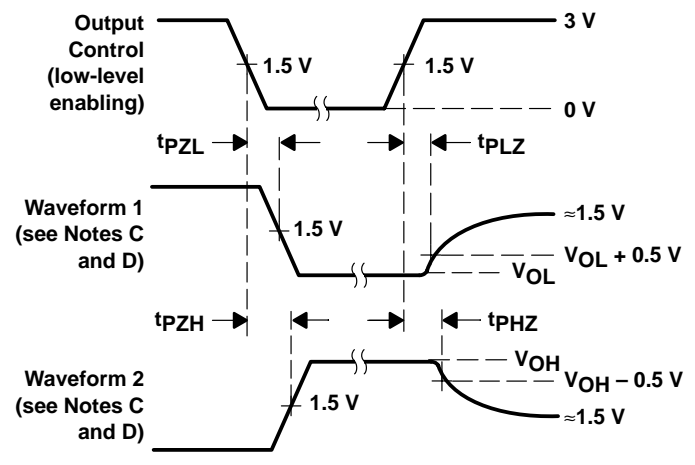 Output
Control
(low-level
enabling)
1.5 V
1.5 V
3 V
0 V
tPZL
tPLZ
Waveform 1
(see Notes C
and D)
1.5 V
≈1.5 V
VOL + 0.5 V
VOL
tPZH
tPHZ
Waveform 2
(see Notes C
and D)
1.5 V
VOH
VOH – 0.5 V
≈1.5 V